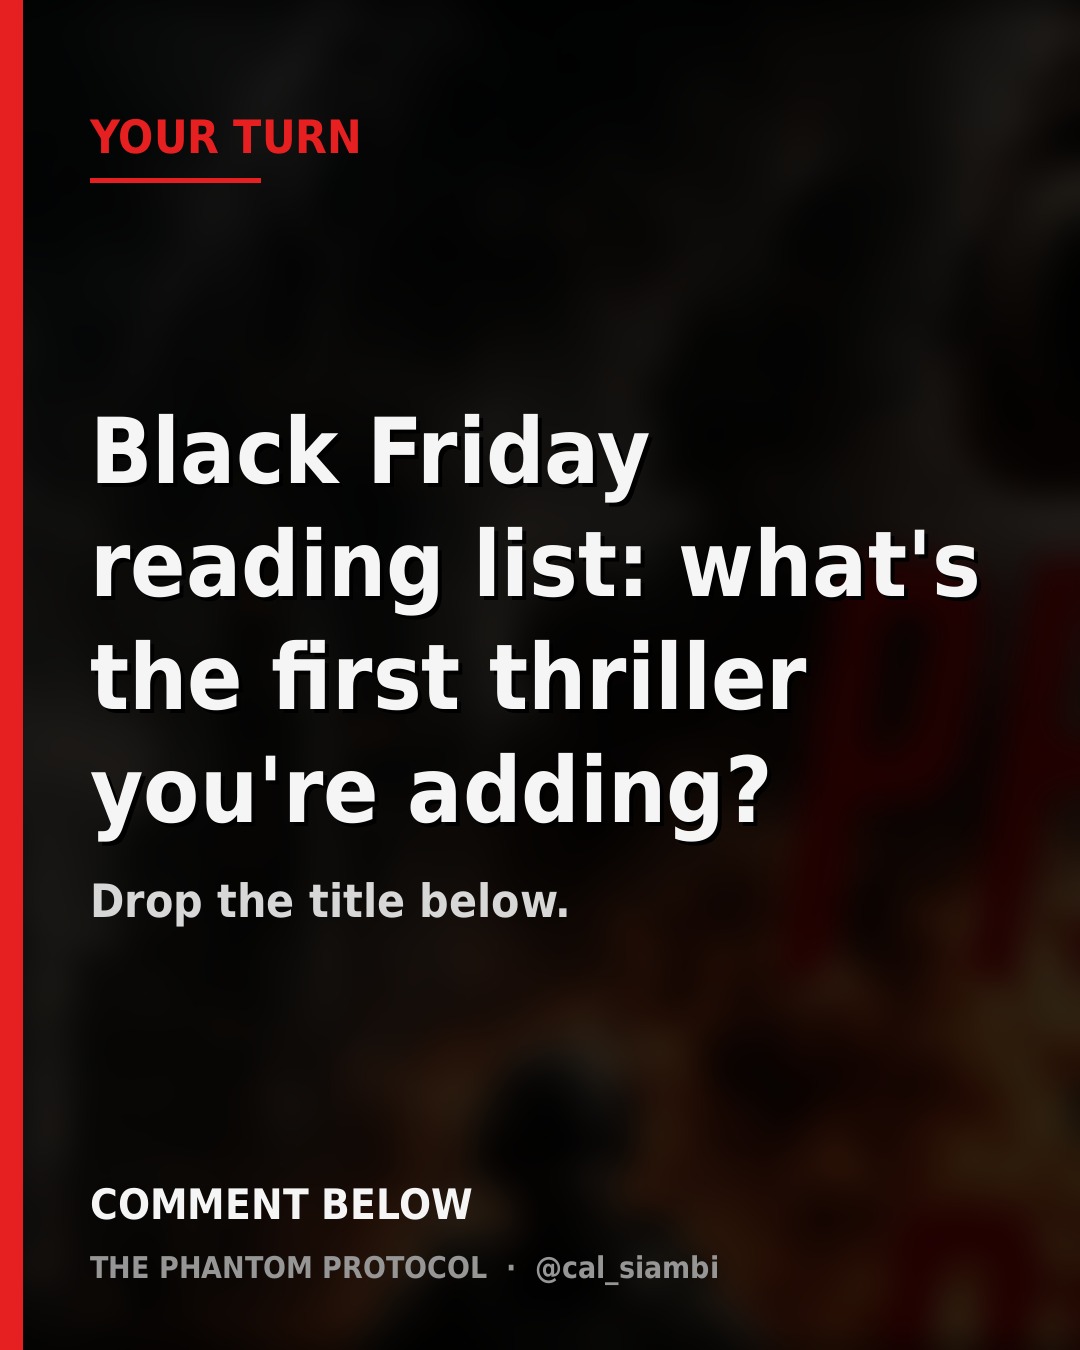 YOUR TURN
Black Friday
reading list: what's
the first thriller
you're adding?
Drop the title below.
COMMENT BELOW
THE PHANTOM PROTOCOL · @cal_siambi